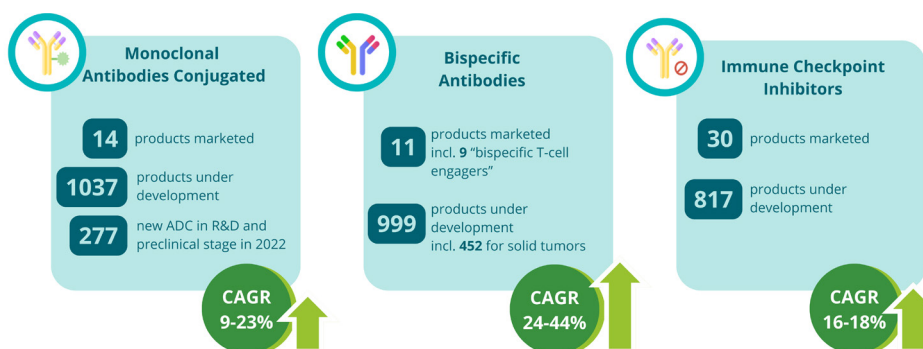 Monoclonal
Antibodies Conjugated
14 products marketed
1037 products under
development
277 new ADC in R&D and
preclinical stage in 2022
CAGR
9-23%
Bispecific
Antibodies
11 products marketed
incl. 9 “bispecific T-cell
engagers”
999 products under
development
incl. 452 for solid tumors
CAGR
24-44%
Immune Checkpoint
Inhibitors
30 products marketed
817 products under
development
CAGR
16-18%